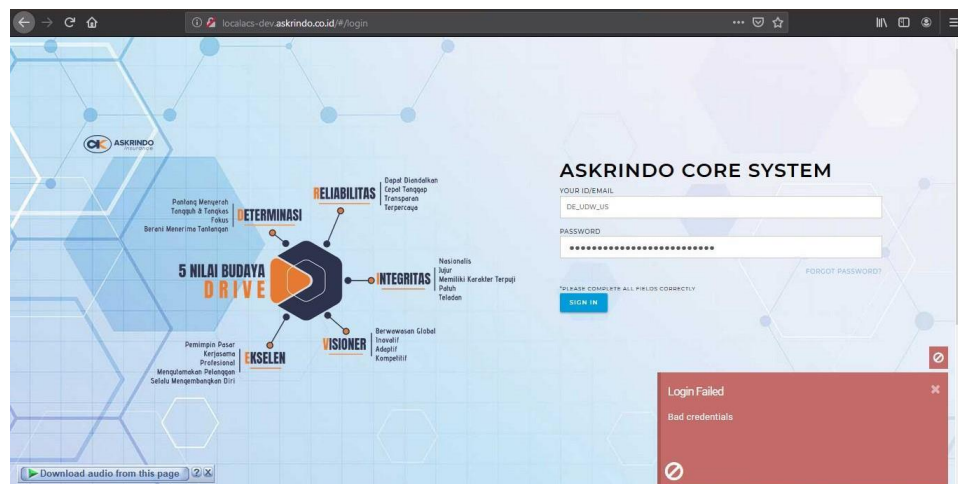 localacs-dev.askrindo.co.id/#/login
ASKRINDO
Insurance
Pantang Menyerah
Tangguh & Tangkas
Fokus
Berani Menerima Tantangan
DETERMINASI
RELIABILITAS
Dapat Diandalkan
Cepat Tanggap
Transparan
Terpercaya
5 NILAI BUDAYA
DRIVE
INTEGRITAS
Nasionalis
Jujur
Memiliki Karakter Terpuji
Patuh
Teladan
Pemimpin Pasar
Kerjasama
Profesional
Mengutamakan Pelanggan
Selalu Mengembangkan Diri
EKSELEN
VISIONER
Berwawasan Global
Inovatif
Adaptif
Kompetitif
ASKRINDO CORE SYSTEM
YOUR ID/EMAIL
DE_UDW_US
PASSWORD
FORGOT PASSWORD?
*PLEASE COMPLETE ALL FIELDS CORRECTLY
SIGN IN
Login Failed
Bad credentials
Download audio from this page